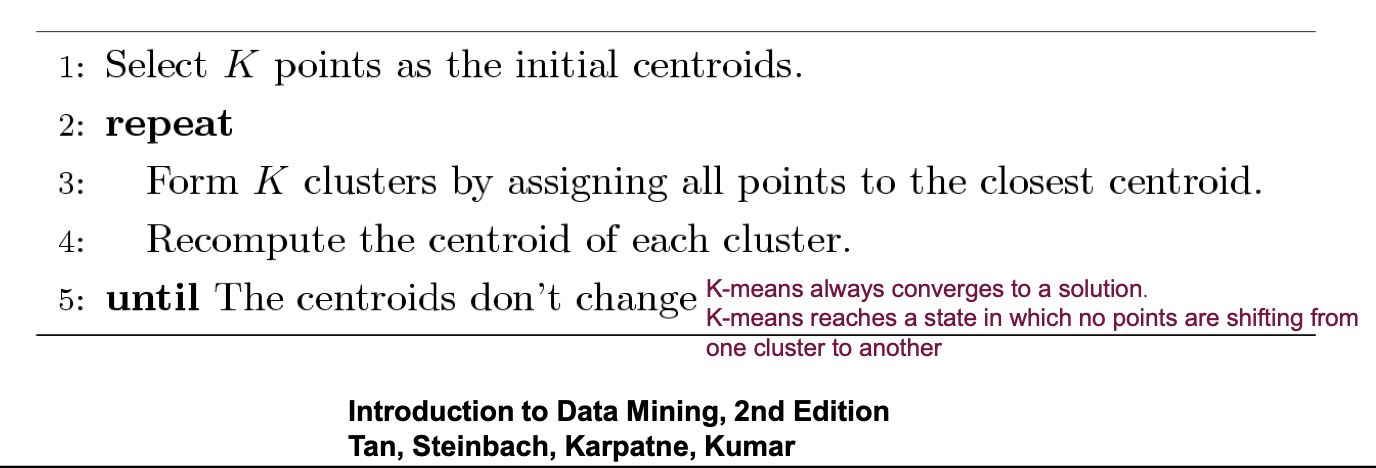 1: Select K points as the initial centroids.
2: repeat
3: Form K clusters by assigning all points to the closest centroid.
4: Recompute the centroid of each cluster.
5: until The centroids don't change
K-means always converges to a solution.
K-means reaches a state in which no points are shifting from
one cluster to another
Introduction to Data Mining, 2nd Edition
Tan, Steinbach, Karpatne, Kumar